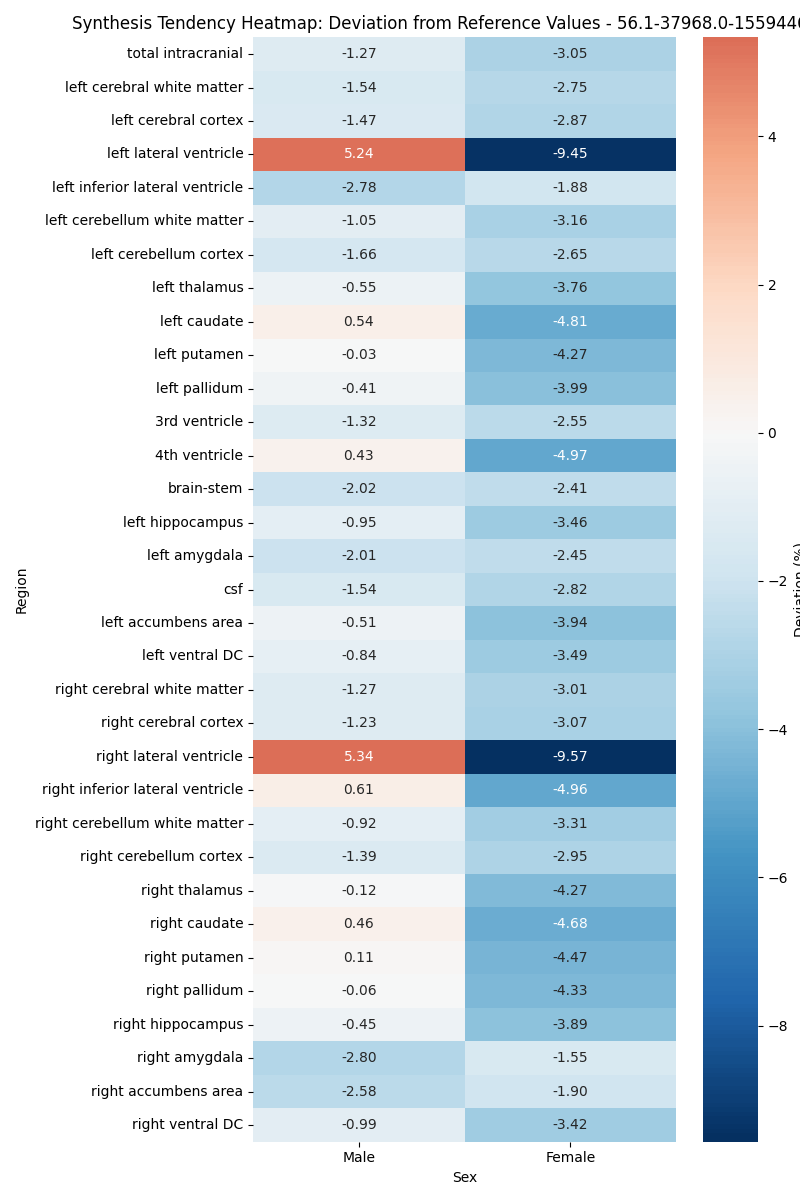 Synthesis Tendency Heatmap: Deviation from Reference Values - 56.1-37968.0-1559446
total intracranial -1.27 -3.05
left cerebral white matter -1.54 -2.75
left cerebral cortex -1.47 -2.87
left lateral ventricle 5.24 -9.45
left inferior lateral ventricle -2.78 -1.88
left cerebellum white matter -1.05 -3.16
left cerebellum cortex -1.66 -2.65
left thalamus -0.55 -3.76
left caudate 0.54 -4.81
left putamen -0.03 -4.27
left pallidum -0.41 -3.99
3rd ventricle -1.32 -2.55
4th ventricle 0.43 -4.97
brain-stem -2.02 -2.41
left hippocampus -0.95 -3.46
left amygdala -2.01 -2.45
csf -1.54 -2.82
left accumbens area -0.51 -3.94
left ventral DC -0.84 -3.49
right cerebral white matter -1.27 -3.01
right cerebral cortex -1.23 -3.07
right lateral ventricle 5.34 -9.57
right inferior lateral ventricle 0.61 -4.96
right cerebellum white matter -0.92 -3.31
right cerebellum cortex -1.39 -2.95
right thalamus -0.12 -4.27
right caudate 0.46 -4.68
right putamen 0.11 -4.47
right pallidum -0.06 -4.33
right hippocampus -0.45 -3.89
right amygdala -2.80 -1.55
right accumbens area -2.58 -1.90
right ventral DC -0.99 -3.42
Male Female
Sex
Region
4
2
0
−2
−4
−6
−8
Deviation (%)